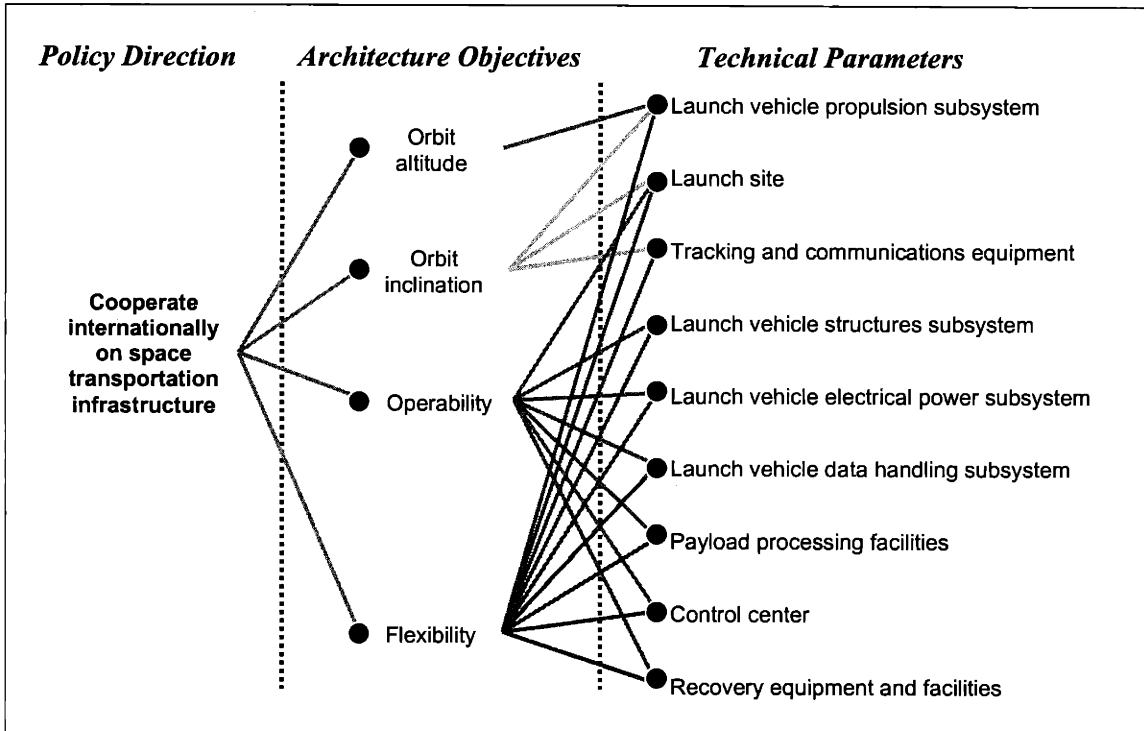 Policy Direction
Architecture Objectives
Technical Parameters
Cooperate
internationally
on space
transportation
infrastructure
Orbit
altitude
Orbit
inclination
Operability
Flexibility
Launch vehicle propulsion subsystem
Launch site
Tracking and communications equipment
Launch vehicle structures subsystem
Launch vehicle electrical power subsystem
Launch vehicle data handling subsystem
Payload processing facilities
Control center
Recovery equipment and facilities